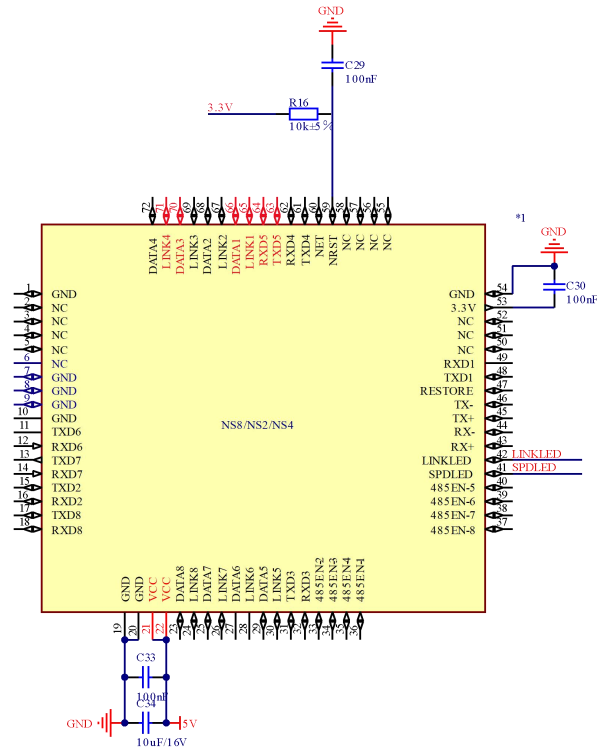 GND
C29
100nF
3.3V
R16
10k±5%
72 71 70 69 68 67 66 65 64 63 62 61 60 59 58 57 56 55
DATA4 LINK4 DATA3 LINK3 DATA2 LINK2 DATA1 LINK1 RXD5 TXD5 RXD4 TXD4 NET NRST NC NC NC NC
*1
GND
C30
100nF
1 GND
2 NC
3 NC
4 NC
5 NC
6 NC
7 GND
8 GND
9 GND
10 GND
11 TXD6
12 RXD6
13 TXD7
14 RXD7
15 TXD2
16 RXD2
17 TXD8
18 RXD8
NS8/NS2/NS4
GND 54
3.3V 53
NC 52
NC 51
NC 50
RXD1 49
TXD1 48
RESTORE 47
TX- 46
TX+ 45
RX- 44
RX+ 43
LINKLED 42 LINKLED
SPDLED 41 SPDLED
485EN-5 40
485EN-6 39
485EN-7 38
485EN-8 37
GND GND VCC VCC DATA8 LINK8 DATA7 LINK7 DATA6 LINK6 DATA5 LINK5 TXD3 RXD3 485EN-2 485EN-3 485EN-4 485EN-1
19 20 21 22 23 24 25 26 27 28 29 30 31 32 33 34 35 36
C33
100nF
C34
GND
5V
10uF/16V